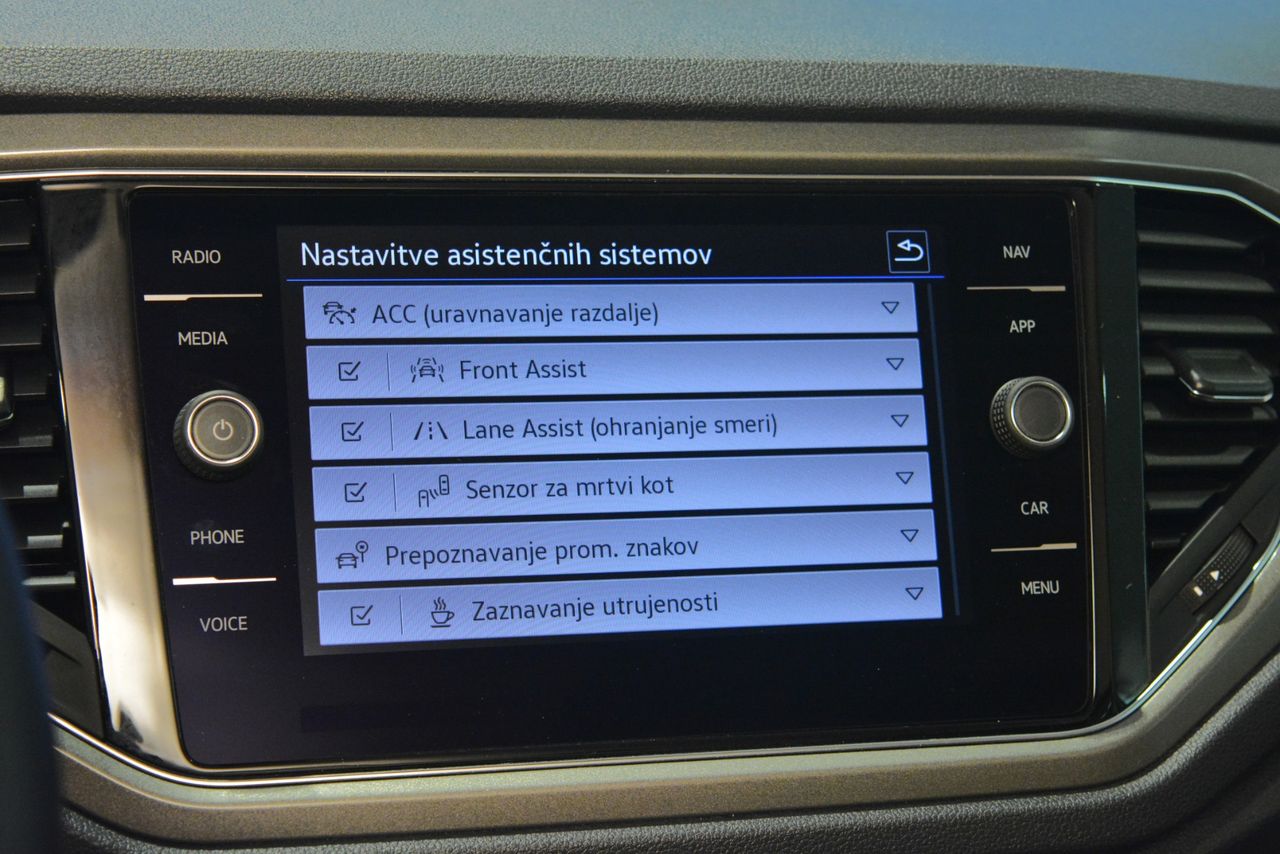 RADIO
MEDIA
PHONE
VOICE
Nastavitve asistenčnih sistemov
ACC (uravnavanje razdalje)
Front Assist
Lane Assist (ohranjanje smeri)
Senzor za mrtvi kot
Prepoznavanje prom. znakov
Zaznavanje utrujenosti
NAV
APP
CAR
MENU